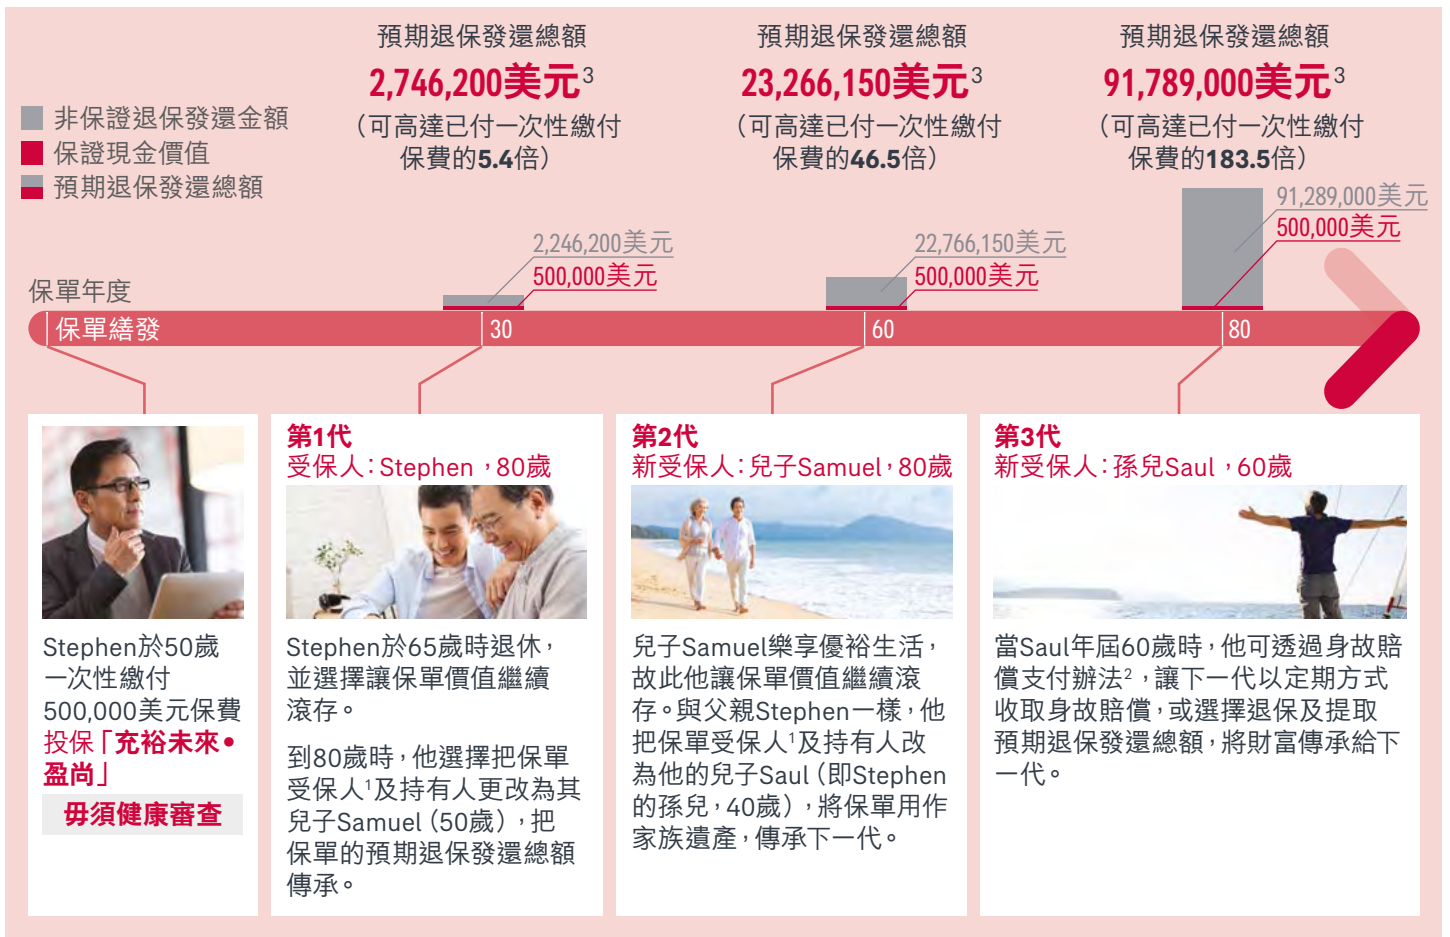 預期退保發還總額
2,746,200美元3
（可高達已付一次性繳付
保費的5.4倍）
預期退保發還總額
23,266,150美元3
（可高達已付一次性繳付
保費的46.5倍）
預期退保發還總額
91,789,000美元3
（可高達已付一次性繳付
保費的183.5倍）
非保證退保發還金額
保證現金價值
預期退保發還總額
2,246,200美元
500,000美元
22,766,150美元
500,000美元
91,289,000美元
500,000美元
保單年度
保單繕發
30
60
80
Stephen於50歲
一次性繳付
500,000美元保費
投保「充裕未來•
盈尚」
毋須健康審查
第1代
受保人：Stephen，80歲
Stephen於65歲時退休，
並選擇讓保單價值繼續
滾存。
到80歲時，他選擇把保單
受保人1及持有人更改為其
兒子Samuel（50歲），把
保單的預期退保發還總額
傳承。
第2代
新受保人：兒子Samuel，80歲
兒子Samuel樂享優裕生活，
故此他讓保單價值繼續滾
存。與父親Stephen一樣，他
把保單受保人1及持有人改
為他的兒子Saul（即Stephen
的孫兒，40歲），將保單用作
家族遺產，傳承下一代。
第3代
新受保人：孫兒Saul，60歲
當Saul年屆60歲時，他可透過身故賠
償支付辦法2，讓下一代以定期方式
收取身故賠償，或選擇退保及提取
預期退保發還總額，將財富傳承給下
一代。